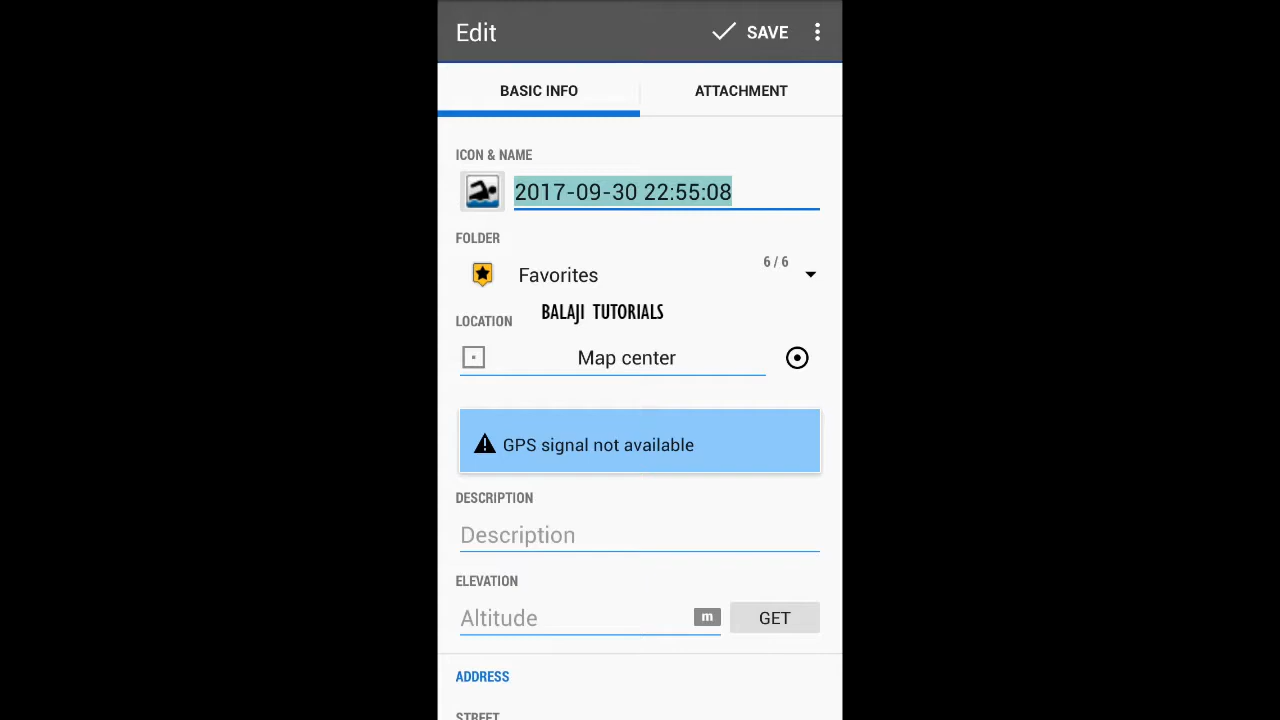 Edit
SAVE
BASIC INFO
ATTACHMENT
ICON & NAME
2017-09-30 22:55:08
FOLDER
Favorites
6 / 6
BALAJI TUTORIALS
LOCATION
Map center
GPS signal not available
DESCRIPTION
Description
ELEVATION
Altitude
m
GET
ADDRESS
STREET